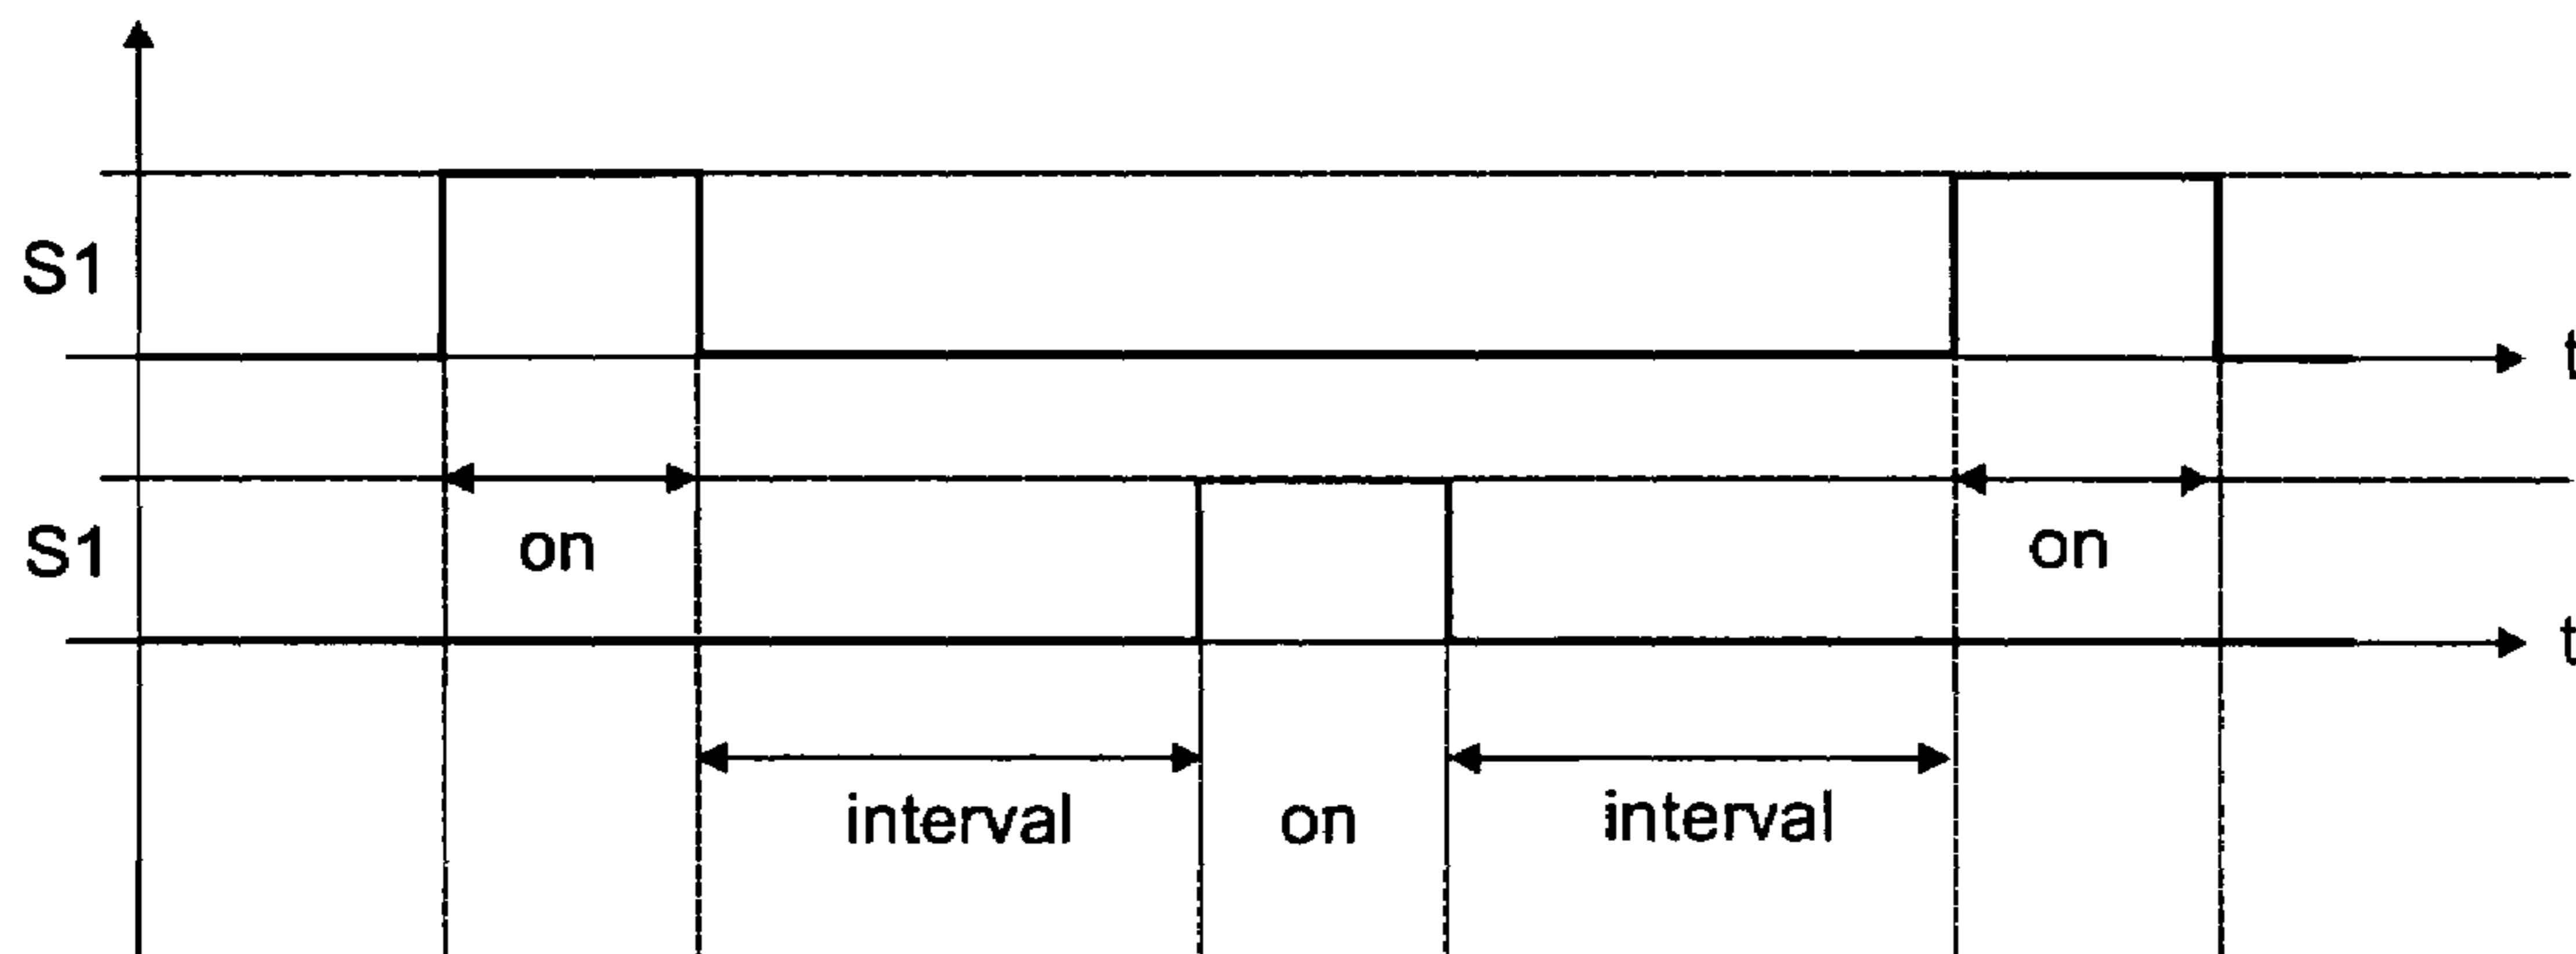 S1
t
S1
on
on
t
interval
on
interval